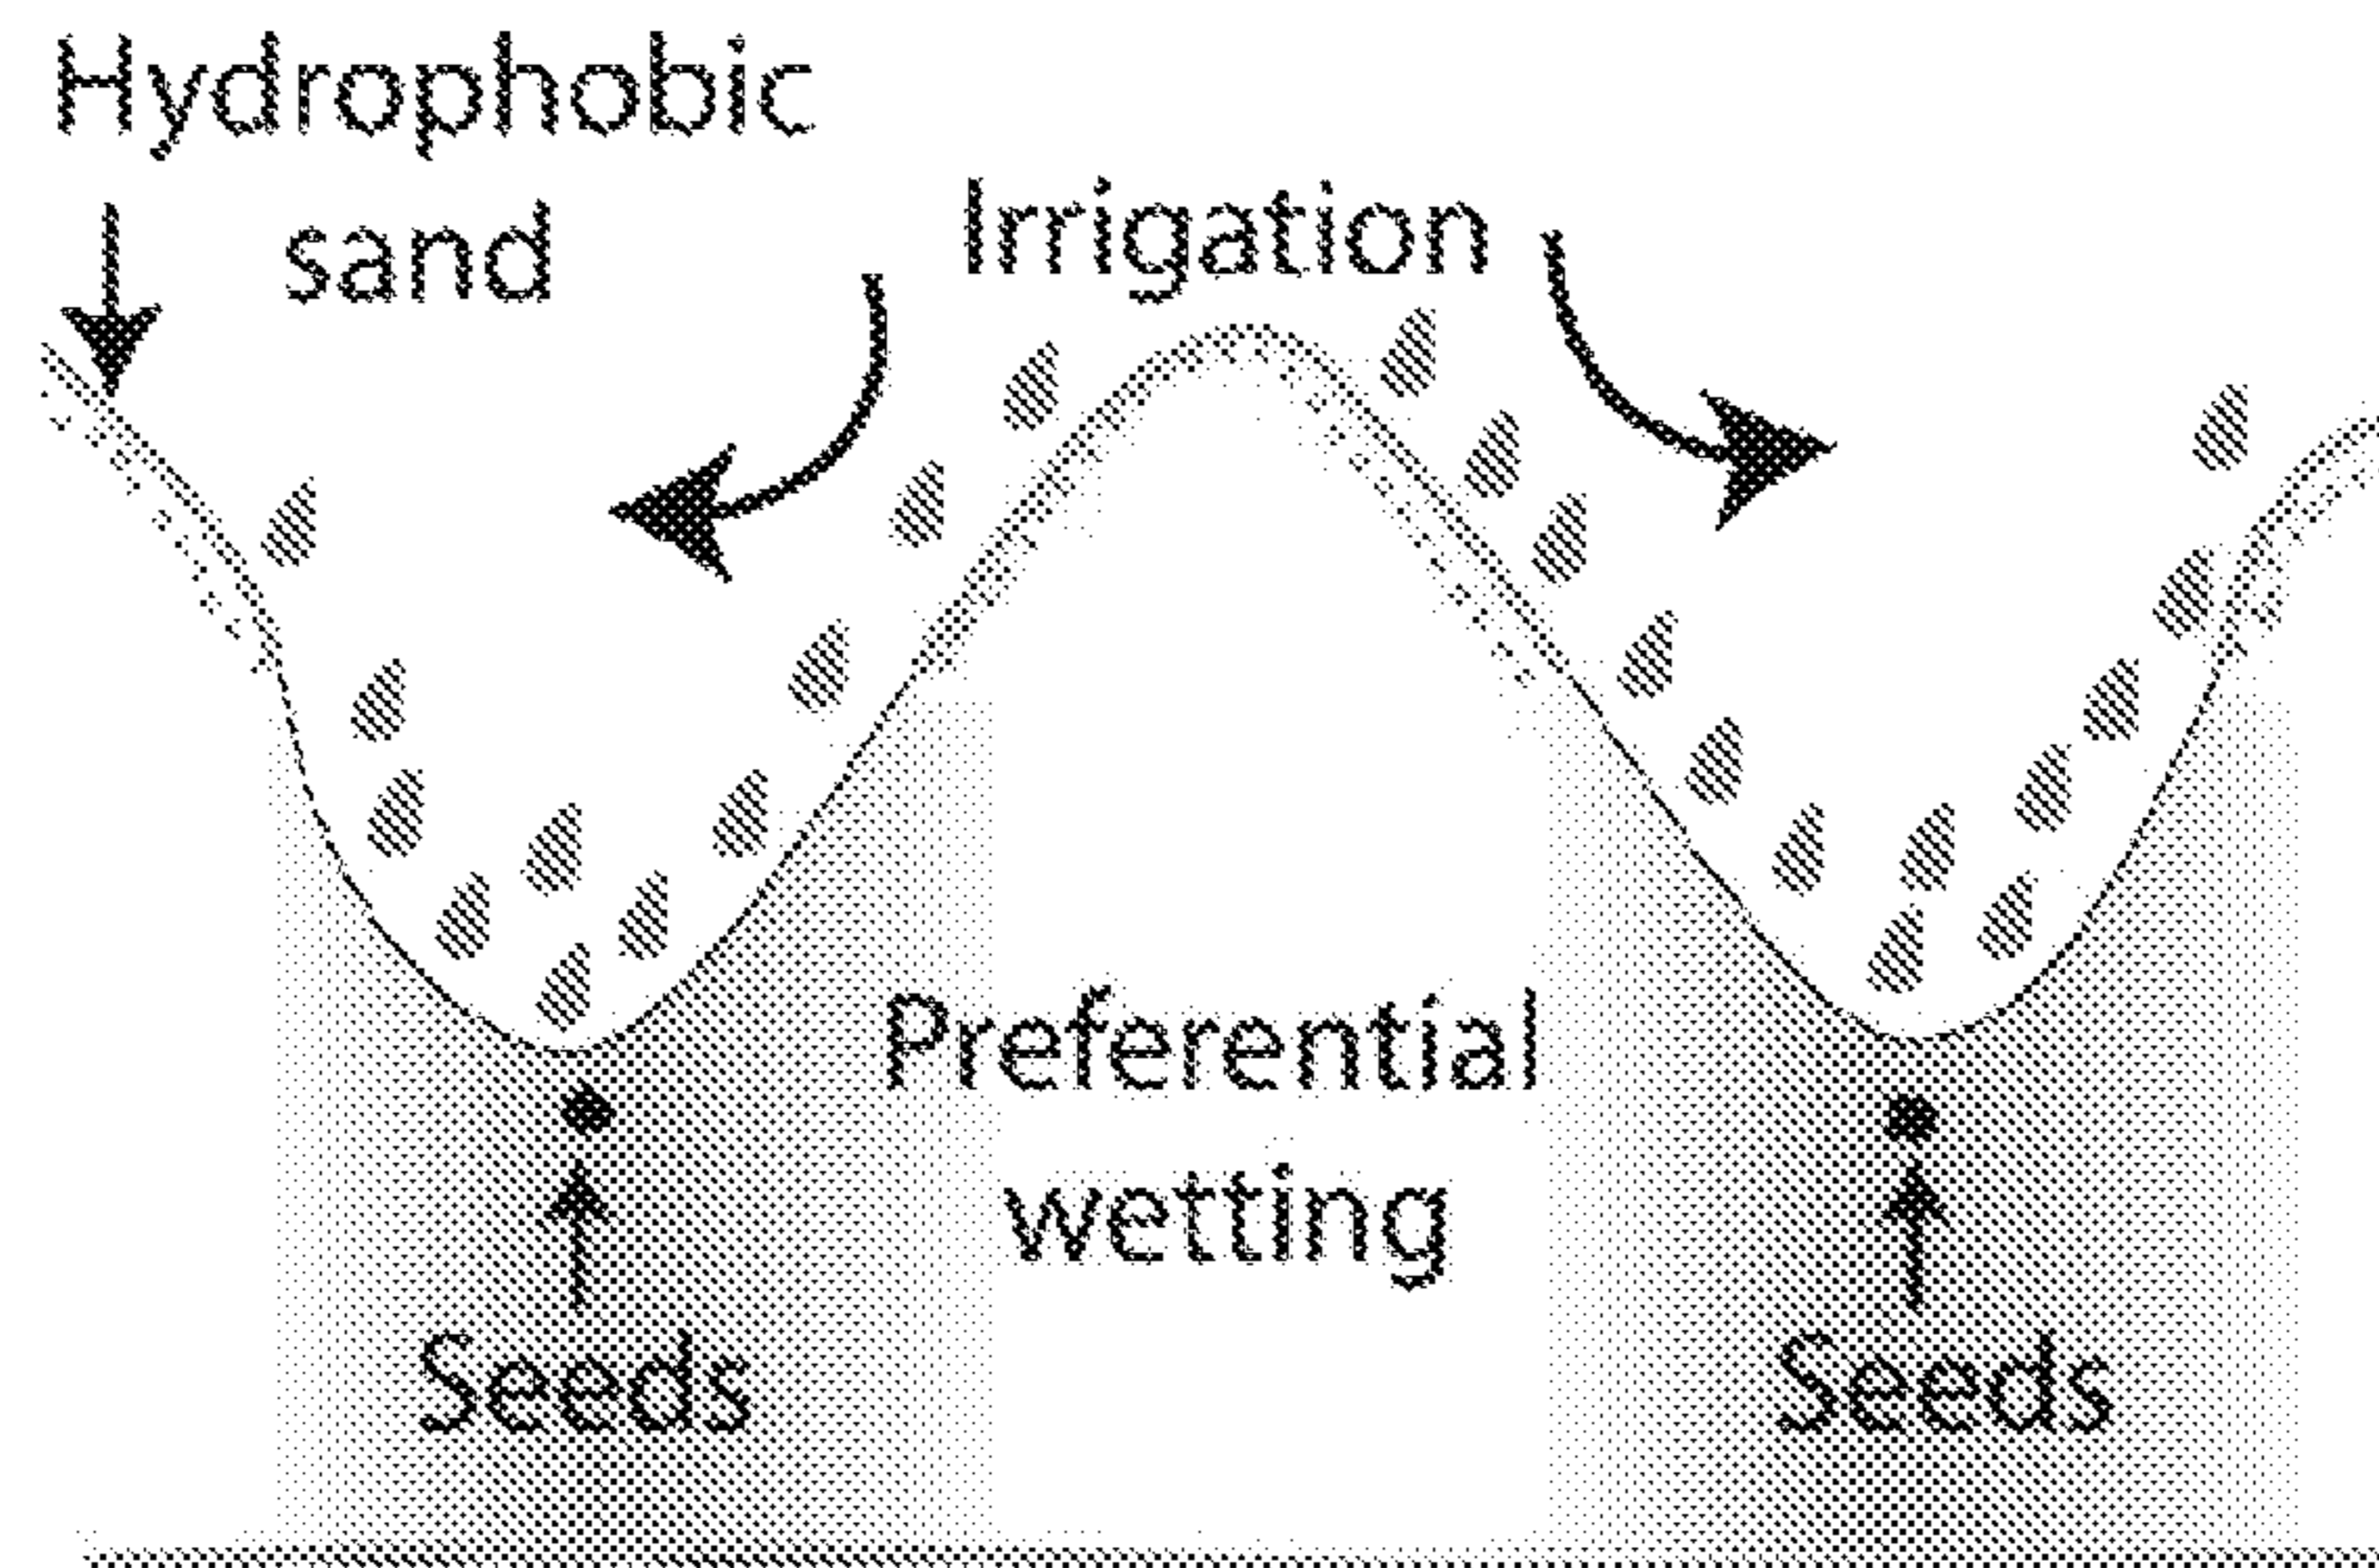 Hydrophobic
sand
Irrigation
Preferential
wetting
Seeds
Seeds